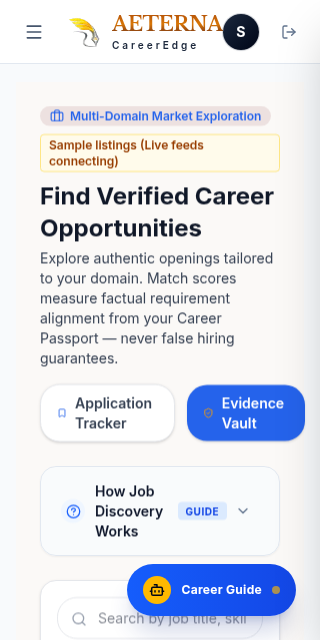 AETERNA
CareerEdge
S
Multi-Domain Market Exploration
Sample listings (Live feeds
connecting)
Find Verified Career
Opportunities
Explore authentic openings tailored
to your domain. Match scores
measure factual requirement
alignment from your Career
Passport — never false hiring
guarantees.
Application
Tracker
Evidence
Vault
How Job
Discovery
Works
GUIDE
Career Guide
Search by job title, skil